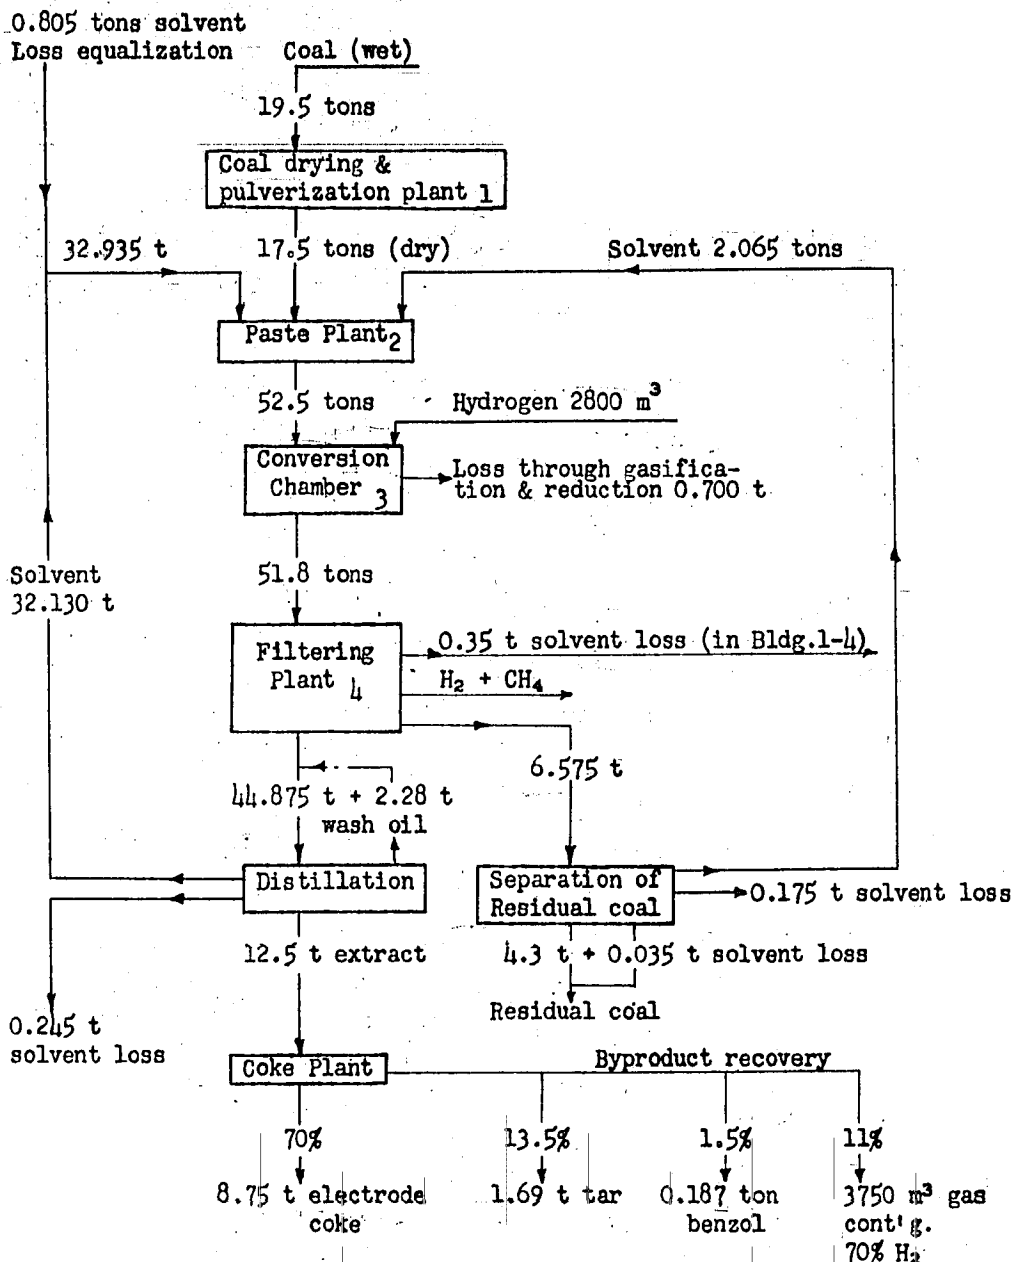 0.805 tons solvent
Loss equalization
Coal (wet)
19.5 tons
Coal drying &
pulverization plant 1
32.935 t
17.5 tons (dry)
Solvent 2.065 tons
Paste Plant 2
52.5 tons
Hydrogen 2800 m³
Conversion
Chamber 3
Loss through gasifica-
tion & reduction 0.700 t
Solvent
32.130 t
51.8 tons
Filtering
Plant 4
0.35 t solvent loss (in Bldg.1-4)
H₂ + CH₄
6.575 t
44.875 t + 2.28 t
wash oil
Distillation
Separation of
Residual coal
0.175 t solvent loss
12.5 t extract
4.3 t + 0.035 t solvent loss
Residual coal
0.245 t
solvent loss
Coke Plant
Byproduct recovery
70%
13.5%
1.5%
11%
8.75 t electrode
coke
1.69 t tar
0.187 ton
benzol
3750 m³ gas
cont'g.
70% H₂